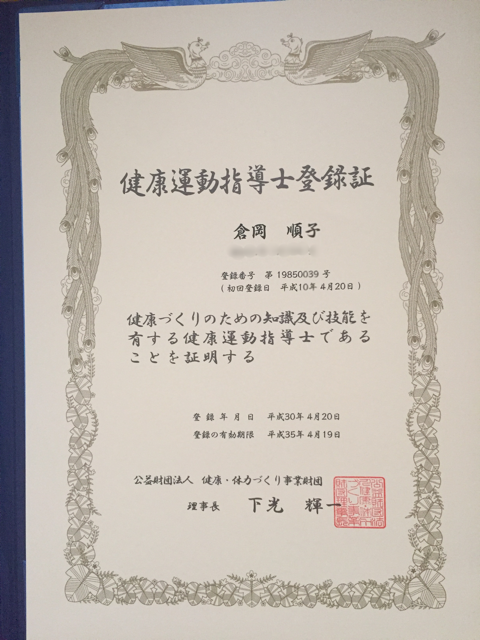 健康運動指導士登録証
倉岡 順子
登録番号 第19850039号
(初回登録日 平成10年4月20日)
健康づくりのための知識及び技能を
有する健康運動指導士である
ことを証明する
登録年月日 平成30年4月20日
登録の有効期限 平成35年4月19日
公益財団法人 健康・体力づくり事業財団
理事長 下光 輝一